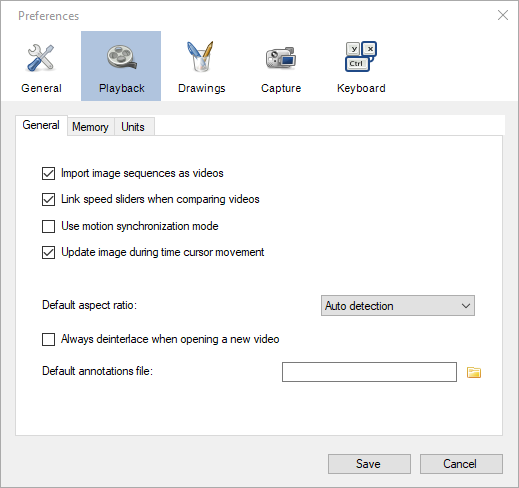 Preferences
General
Playback
Drawings
Capture
Y X
Ctrl
Keyboard
General
Memory
Units
Import image sequences as videos
Link speed sliders when comparing videos
Use motion synchronization mode
Update image during time cursor movement
Default aspect ratio:
Auto detection
Always deinterlace when opening a new video
Default annotations file:
Save
Cancel